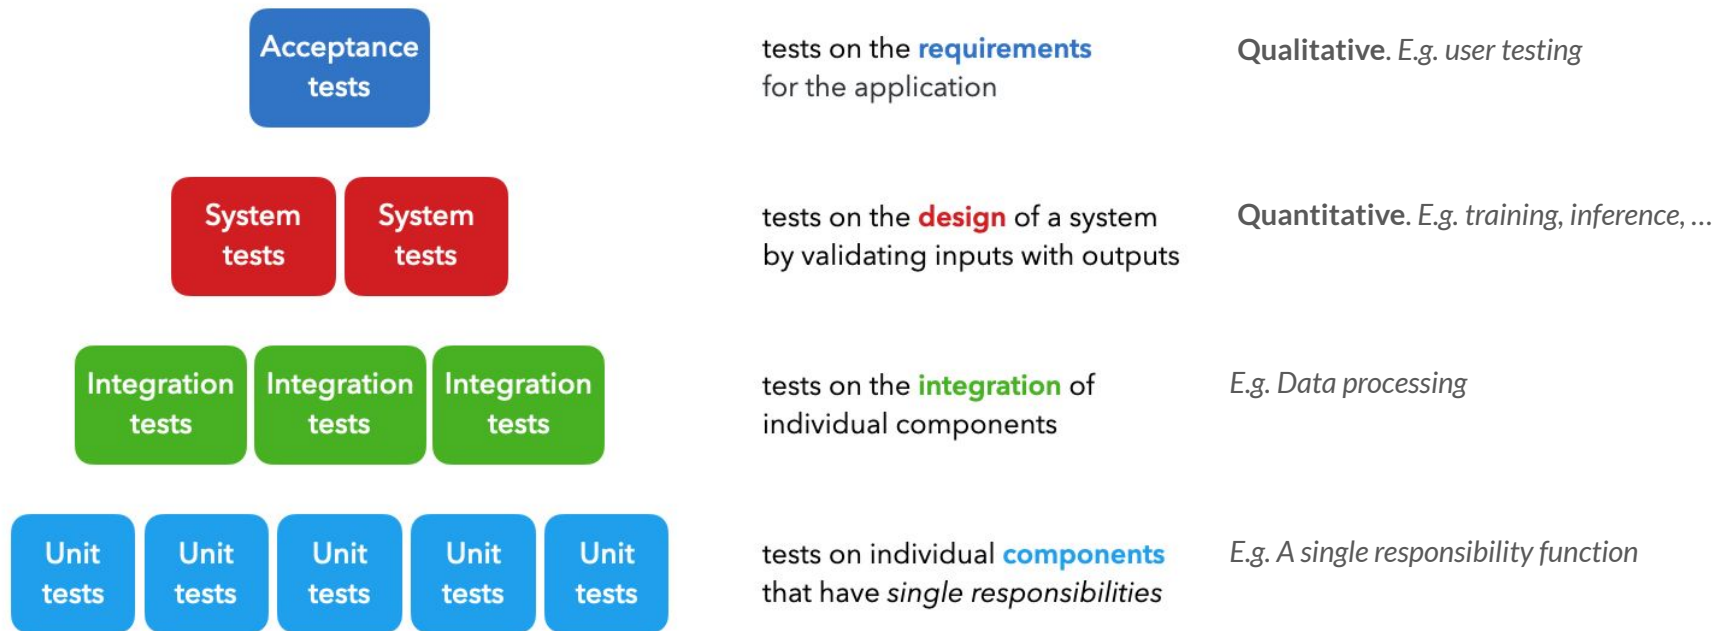 Acceptance
tests
tests on the requirements
for the application
Qualitative. E.g. user testing
System
tests
System
tests
tests on the design of a system
by validating inputs with outputs
Quantitative. E.g. training, inference, ...
Integration
tests
Integration
tests
Integration
tests
tests on the integration of
individual components
E.g. Data processing
Unit
tests
Unit
tests
Unit
tests
Unit
tests
Unit
tests
tests on individual components
that have single responsibilities
E.g. A single responsibility function